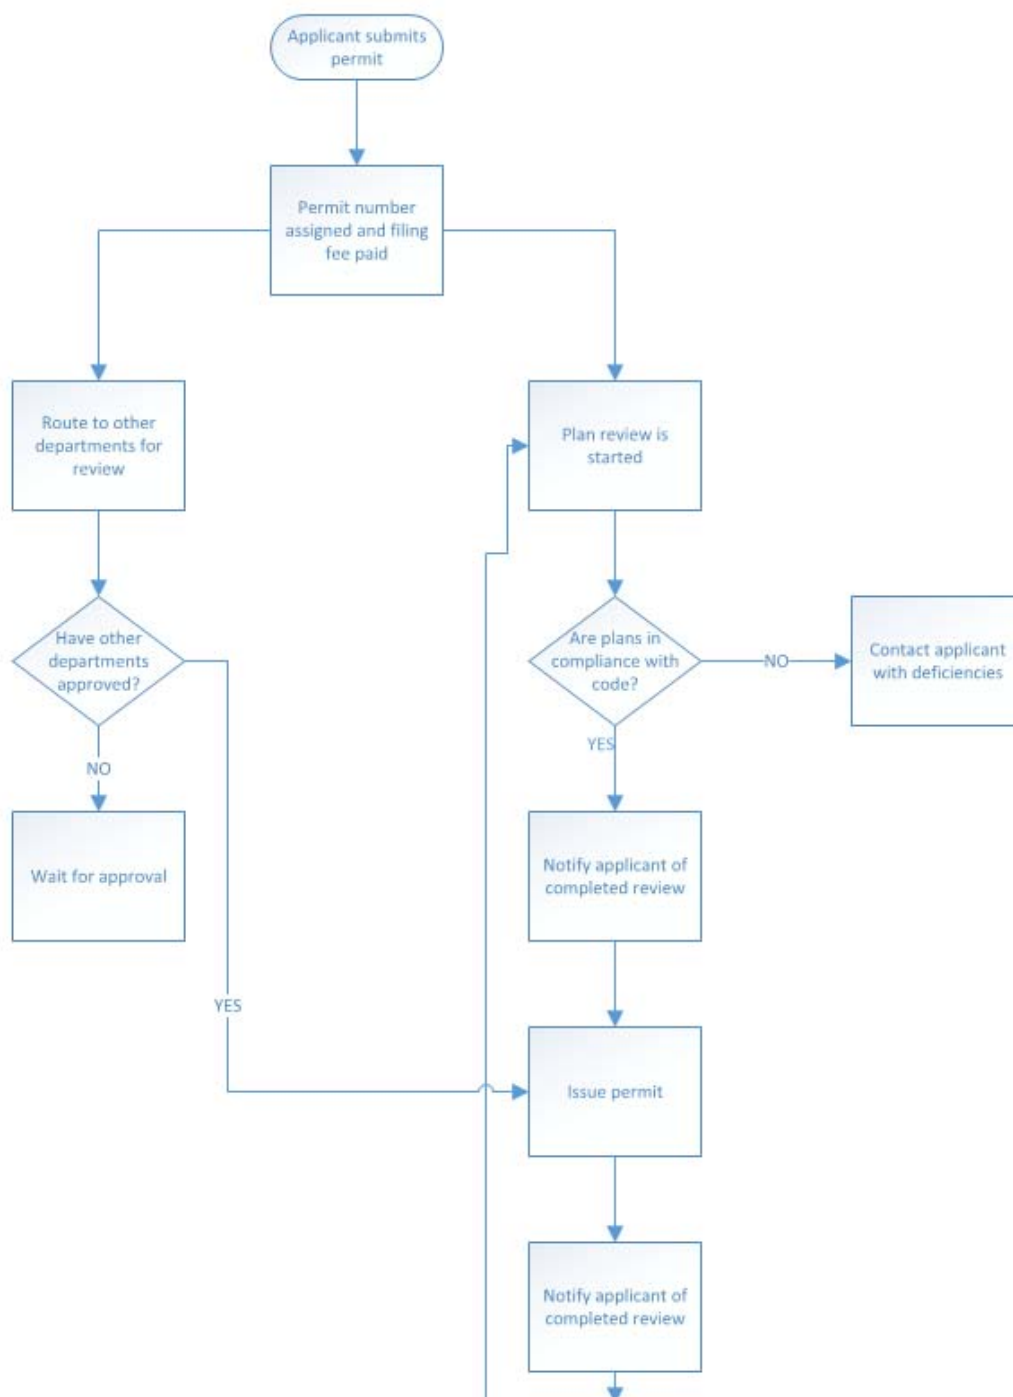 Applicant submits
permit
Permit number
assigned and filing
fee paid
Route to other
departments for
review
Plan review is
started
Have other
departments
approved?
Are plans in
compliance with
code?
NO
Contact applicant
with deficiencies
YES
NO
Wait for approval
Notify applicant of
completed review
YES
Issue permit
Notify applicant of
completed review